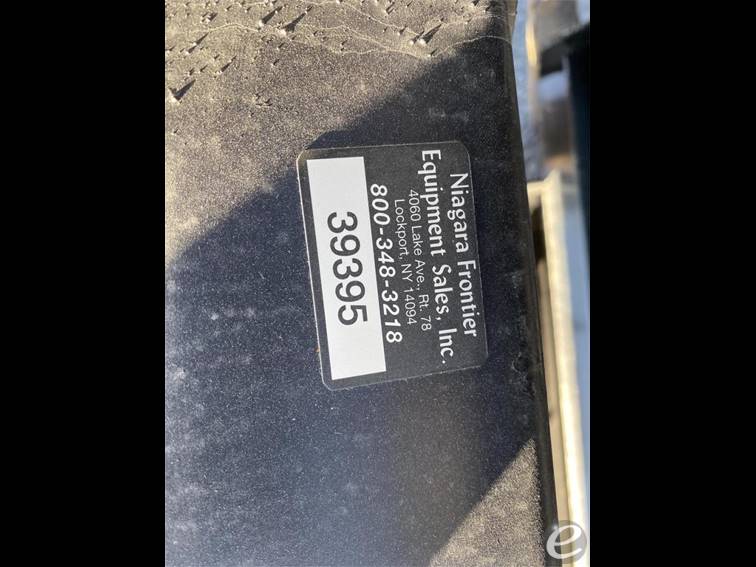 Niagara Frontier
Equipment Sales, Inc.
4060 Lake Ave., Rt. 78
Lockport, NY 14094
800-348-3218
39395
e